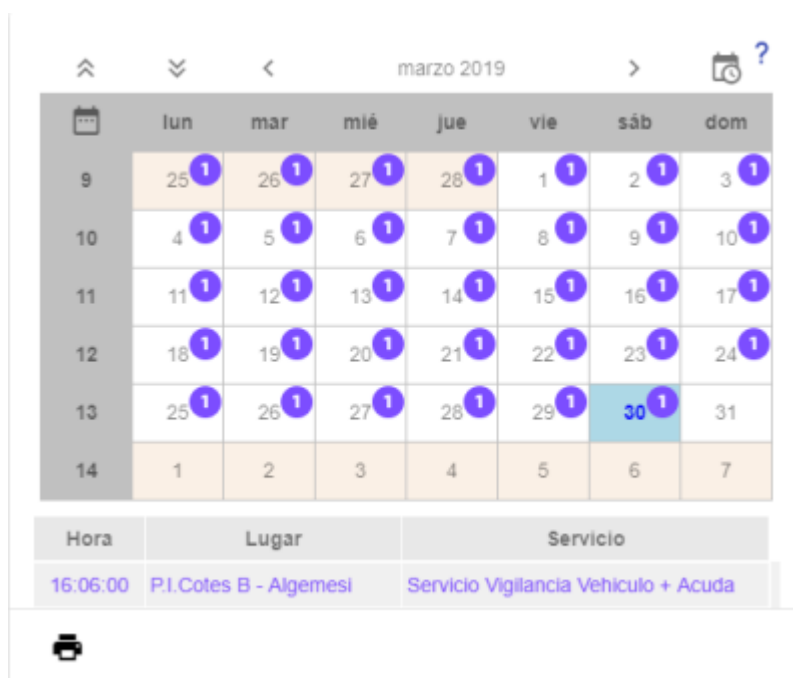 marzo 2019 ?
lun mar mié jue vie sáb dom
9 25 1 26 1 27 1 28 1 1 1 2 1 3 1
10 4 1 5 1 6 1 7 1 8 1 9 1 10 1
11 11 1 12 1 13 1 14 1 15 1 16 1 17 1
12 18 1 19 1 20 1 21 1 22 1 23 1 24 1
13 25 1 26 1 27 1 28 1 29 1 30 1 31
14 1 2 3 4 5 6 7
Hora Lugar Servicio
16:06:00 P.I.Cotes B - Algemesi Servicio Vigilancia Vehiculo + Acuda